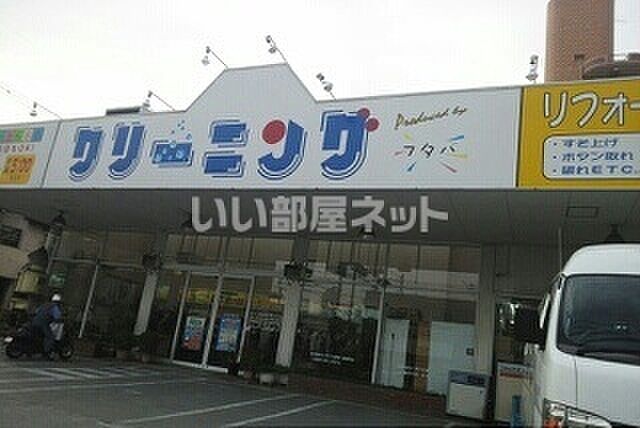 クリーニング
Produced by
フタバ
リフォー
・すそ上げ
・ボタン取れ
・破れETC..
いい部屋ネット